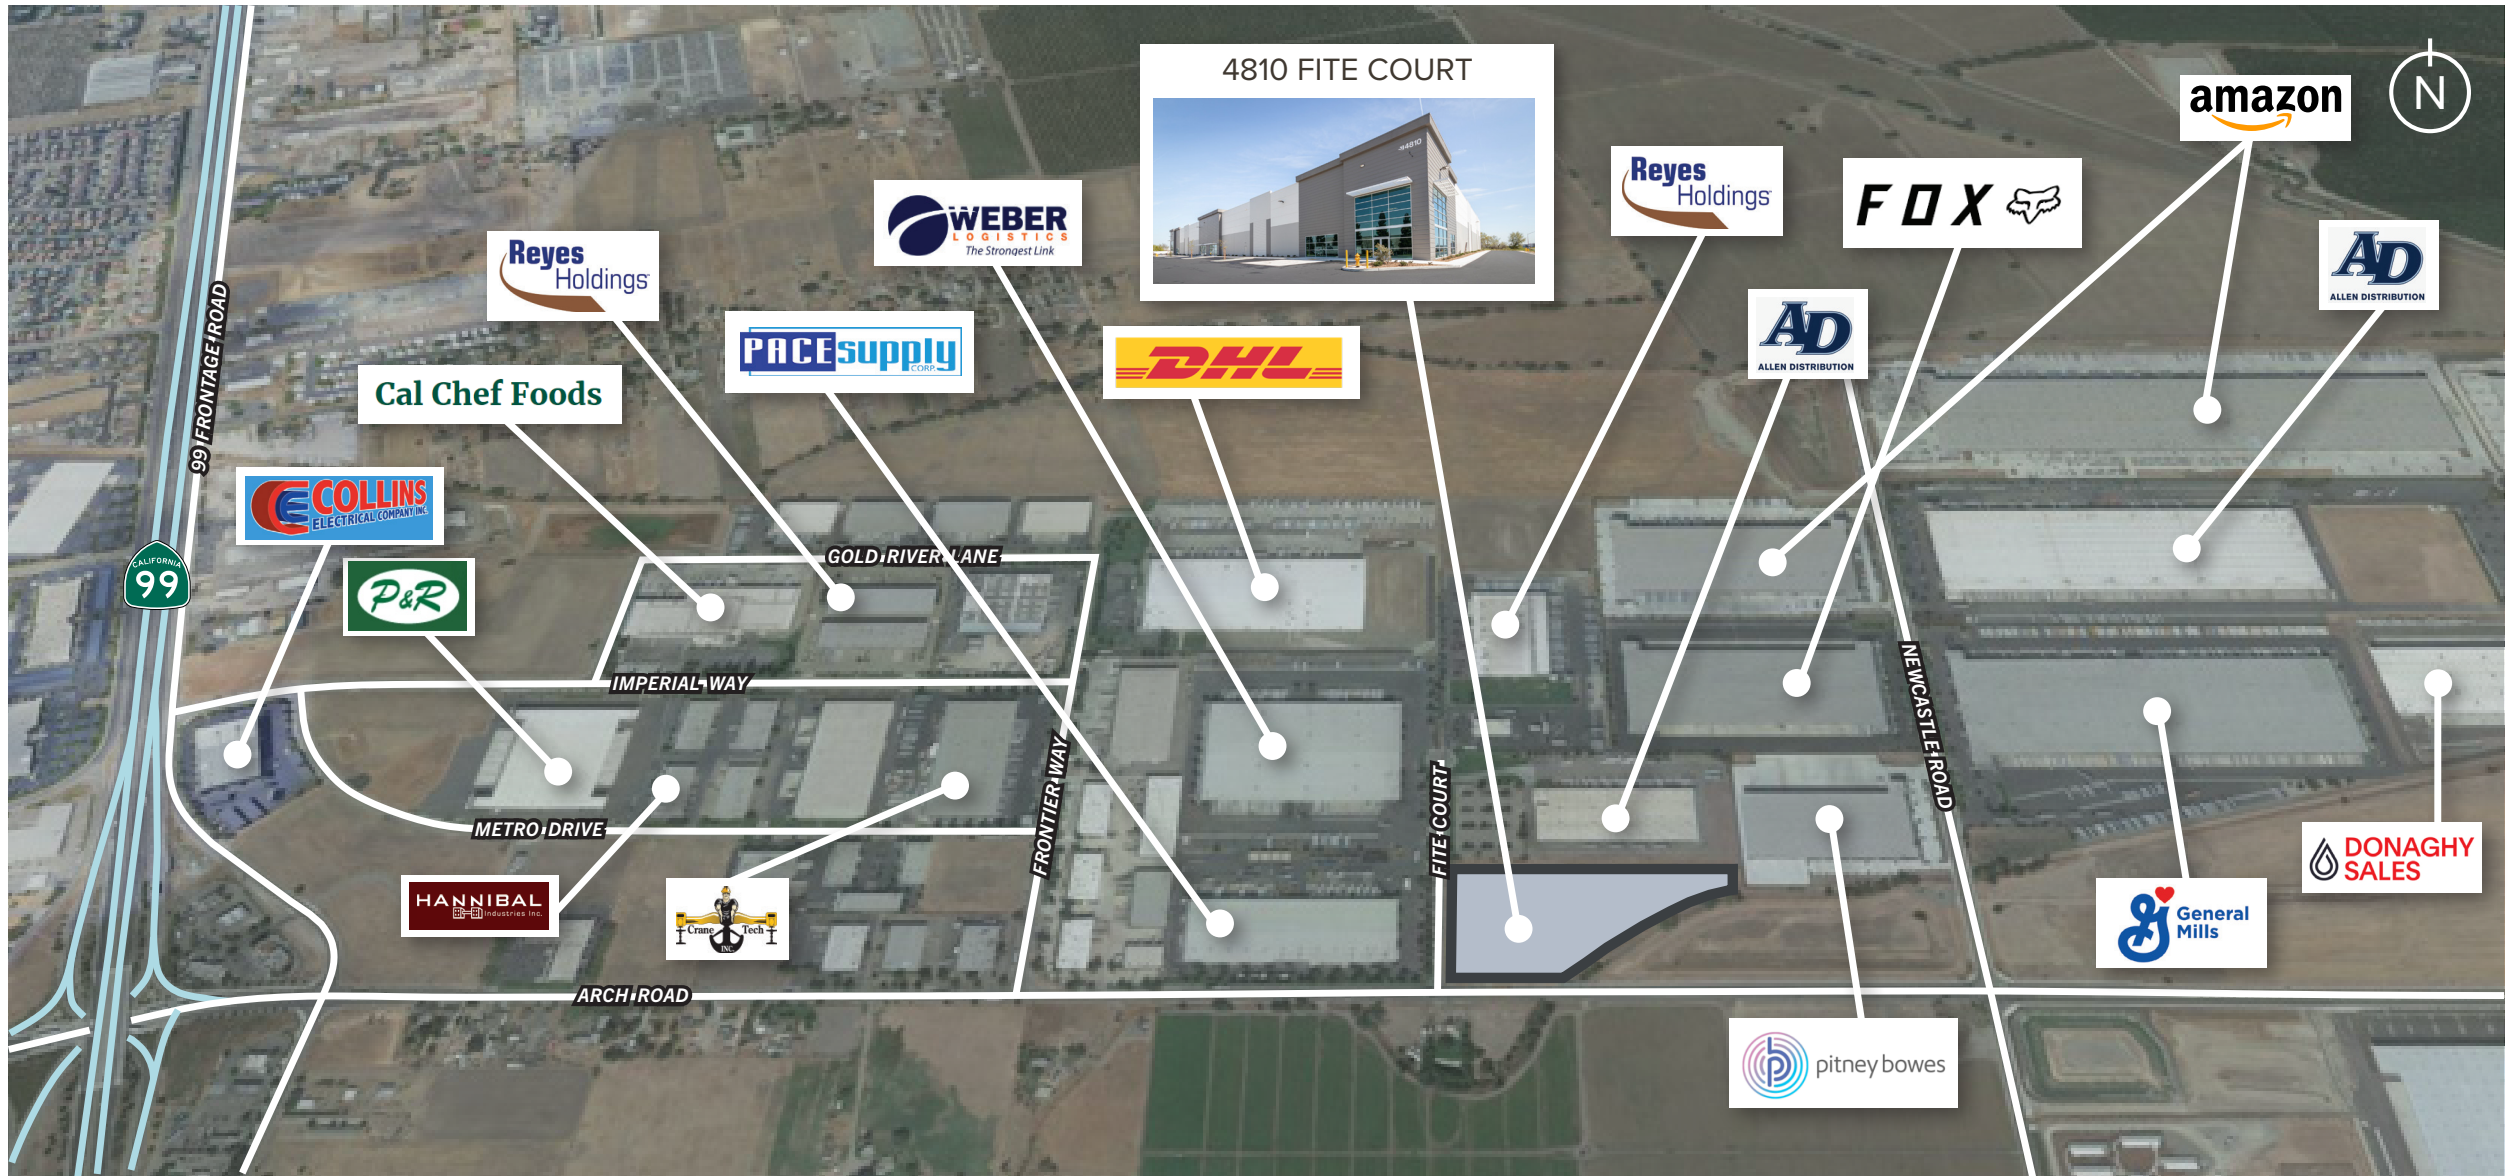 4810 FITE COURT
4810
amazon
N
Reyes
Holdings
FOX
WEBER
LOGISTICS
The Strongest Link
AD
ALLEN DISTRIBUTION
Reyes
Holdings
AD
ALLEN DISTRIBUTION
PACE supply
CORP.
DHL
Cal Chef Foods
99 FRONTAGE ROAD
COLLINS
ELECTRICAL COMPANY INC.
CALIFORNIA
99
P&R
GOLD RIVER LANE
IMPERIAL WAY
NEWCASTLE ROAD
FRONTIER WAY
FITE COURT
METRO DRIVE
DONAGHY
SALES
HANNIBAL
Industries Inc.
Crane Tech
INC.
General
Mills
ARCH ROAD
pitney bowes